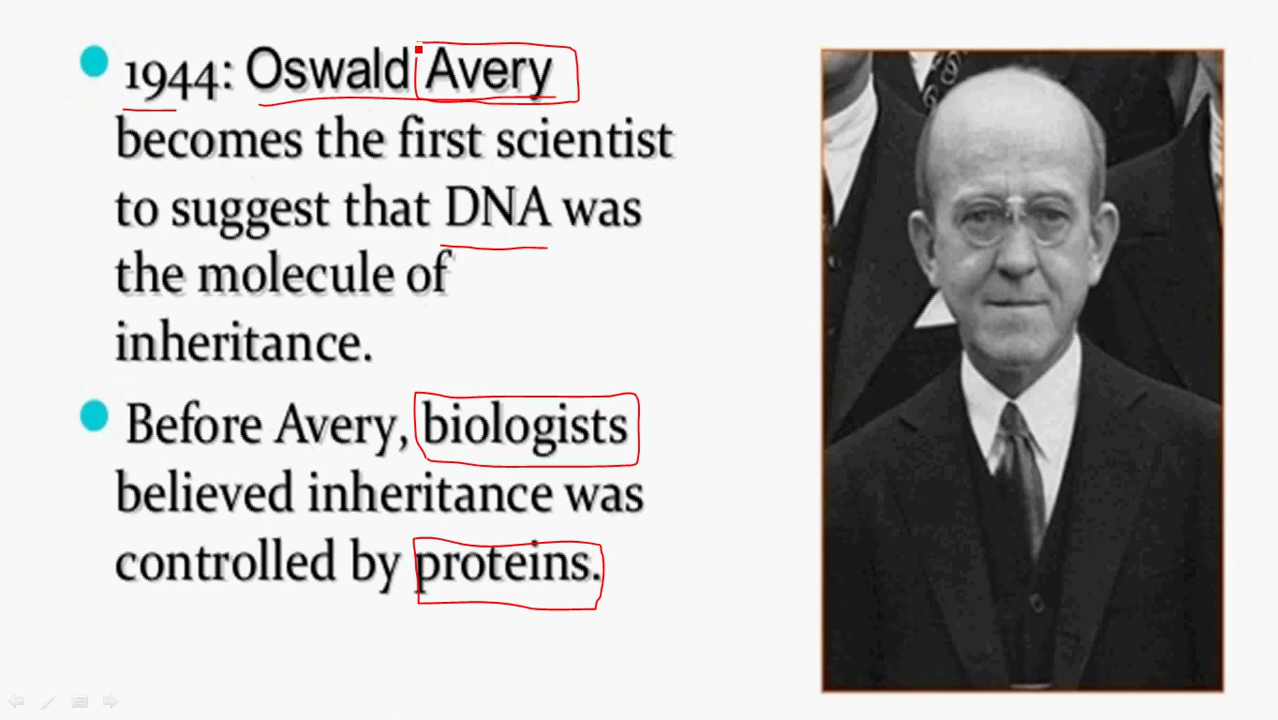 1944: Oswald Avery
becomes the first scientist
to suggest that DNA was
the molecule of
inheritance.
Before Avery, biologists
believed inheritance was
controlled by proteins.